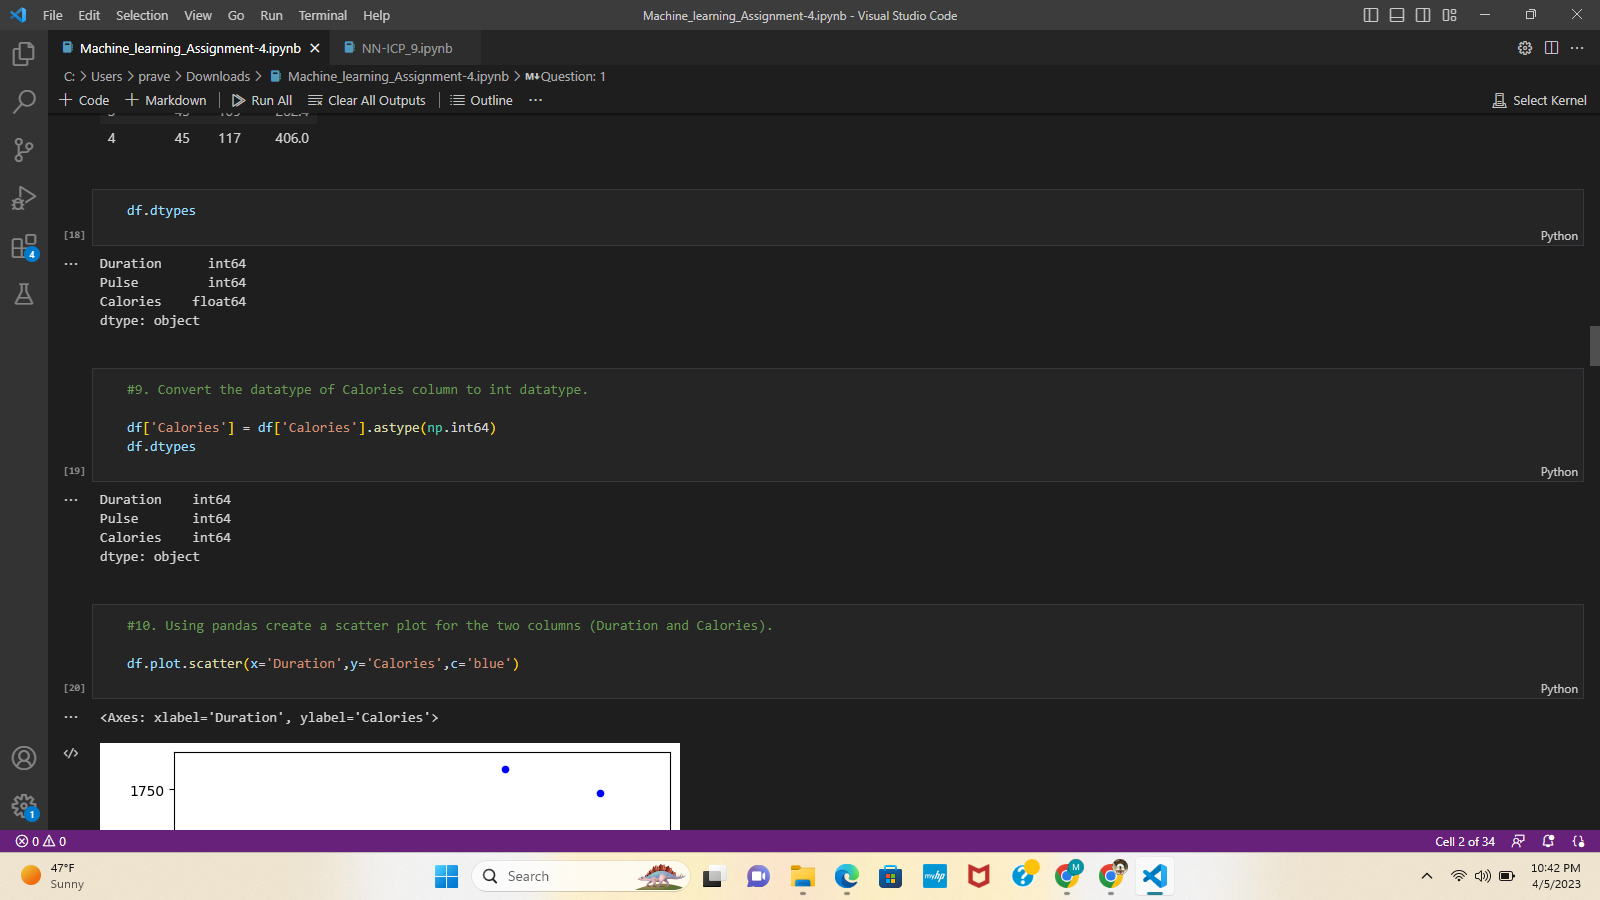 File Edit Selection View Go Run Terminal Help
Machine_learning_Assignment-4.ipynb - Visual Studio Code
Machine_learning_Assignment-4.ipynb
NN-ICP_9.ipynb
C: > Users > prave > Downloads > Machine_learning_Assignment-4.ipynb > M↓Question: 1
+ Code + Markdown Run All Clear All Outputs Outline ...
Select Kernel
4 45 117 406.0
df.dtypes
[18]
Python
Duration int64
Pulse int64
Calories float64
dtype: object
#9. Convert the datatype of Calories column to int datatype.
df['Calories'] = df['Calories'].astype(np.int64)
df.dtypes
[19]
Python
Duration int64
Pulse int64
Calories int64
dtype: object
#10. Using pandas create a scatter plot for the two columns (Duration and Calories).
df.plot.scatter(x='Duration',y='Calories',c='blue')
[20]
Python
<Axes: xlabel='Duration', ylabel='Calories'>
1750
4
1
0 0
Cell 2 of 34
47°F
Sunny
Search
myhp
M
10:42 PM
4/5/2023